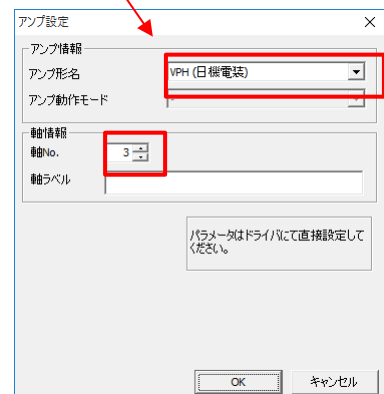 アンプ設定
アンプ情報
アンプ形名 VPH (日機電装)
アンプ動作モード -
軸情報
軸No. 3
軸ラベル
パラメータはドライバにて直接設定して
ください。
OK キャンセル